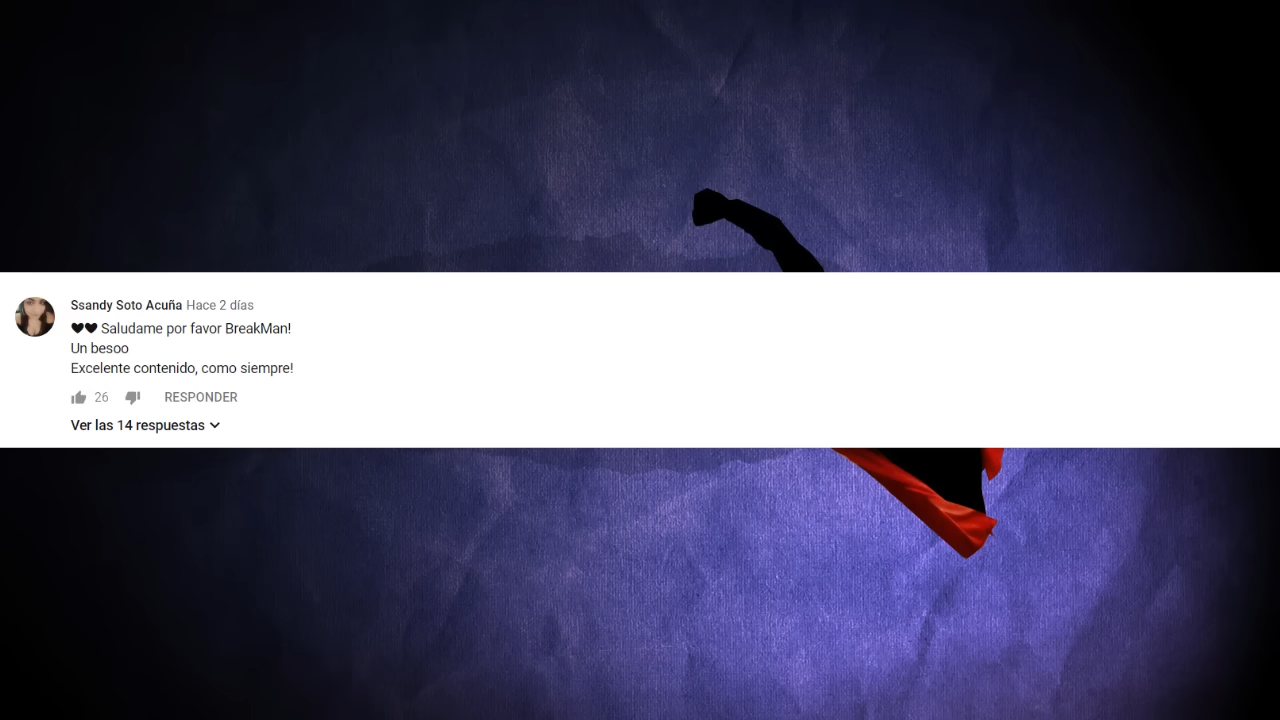 Ssandy Soto Acuña Hace 2 días
🖤🖤 Saludame por favor BreakMan!
Un besoo
Excelente contenido, como siempre!
26 RESPONDER
Ver las 14 respuestas